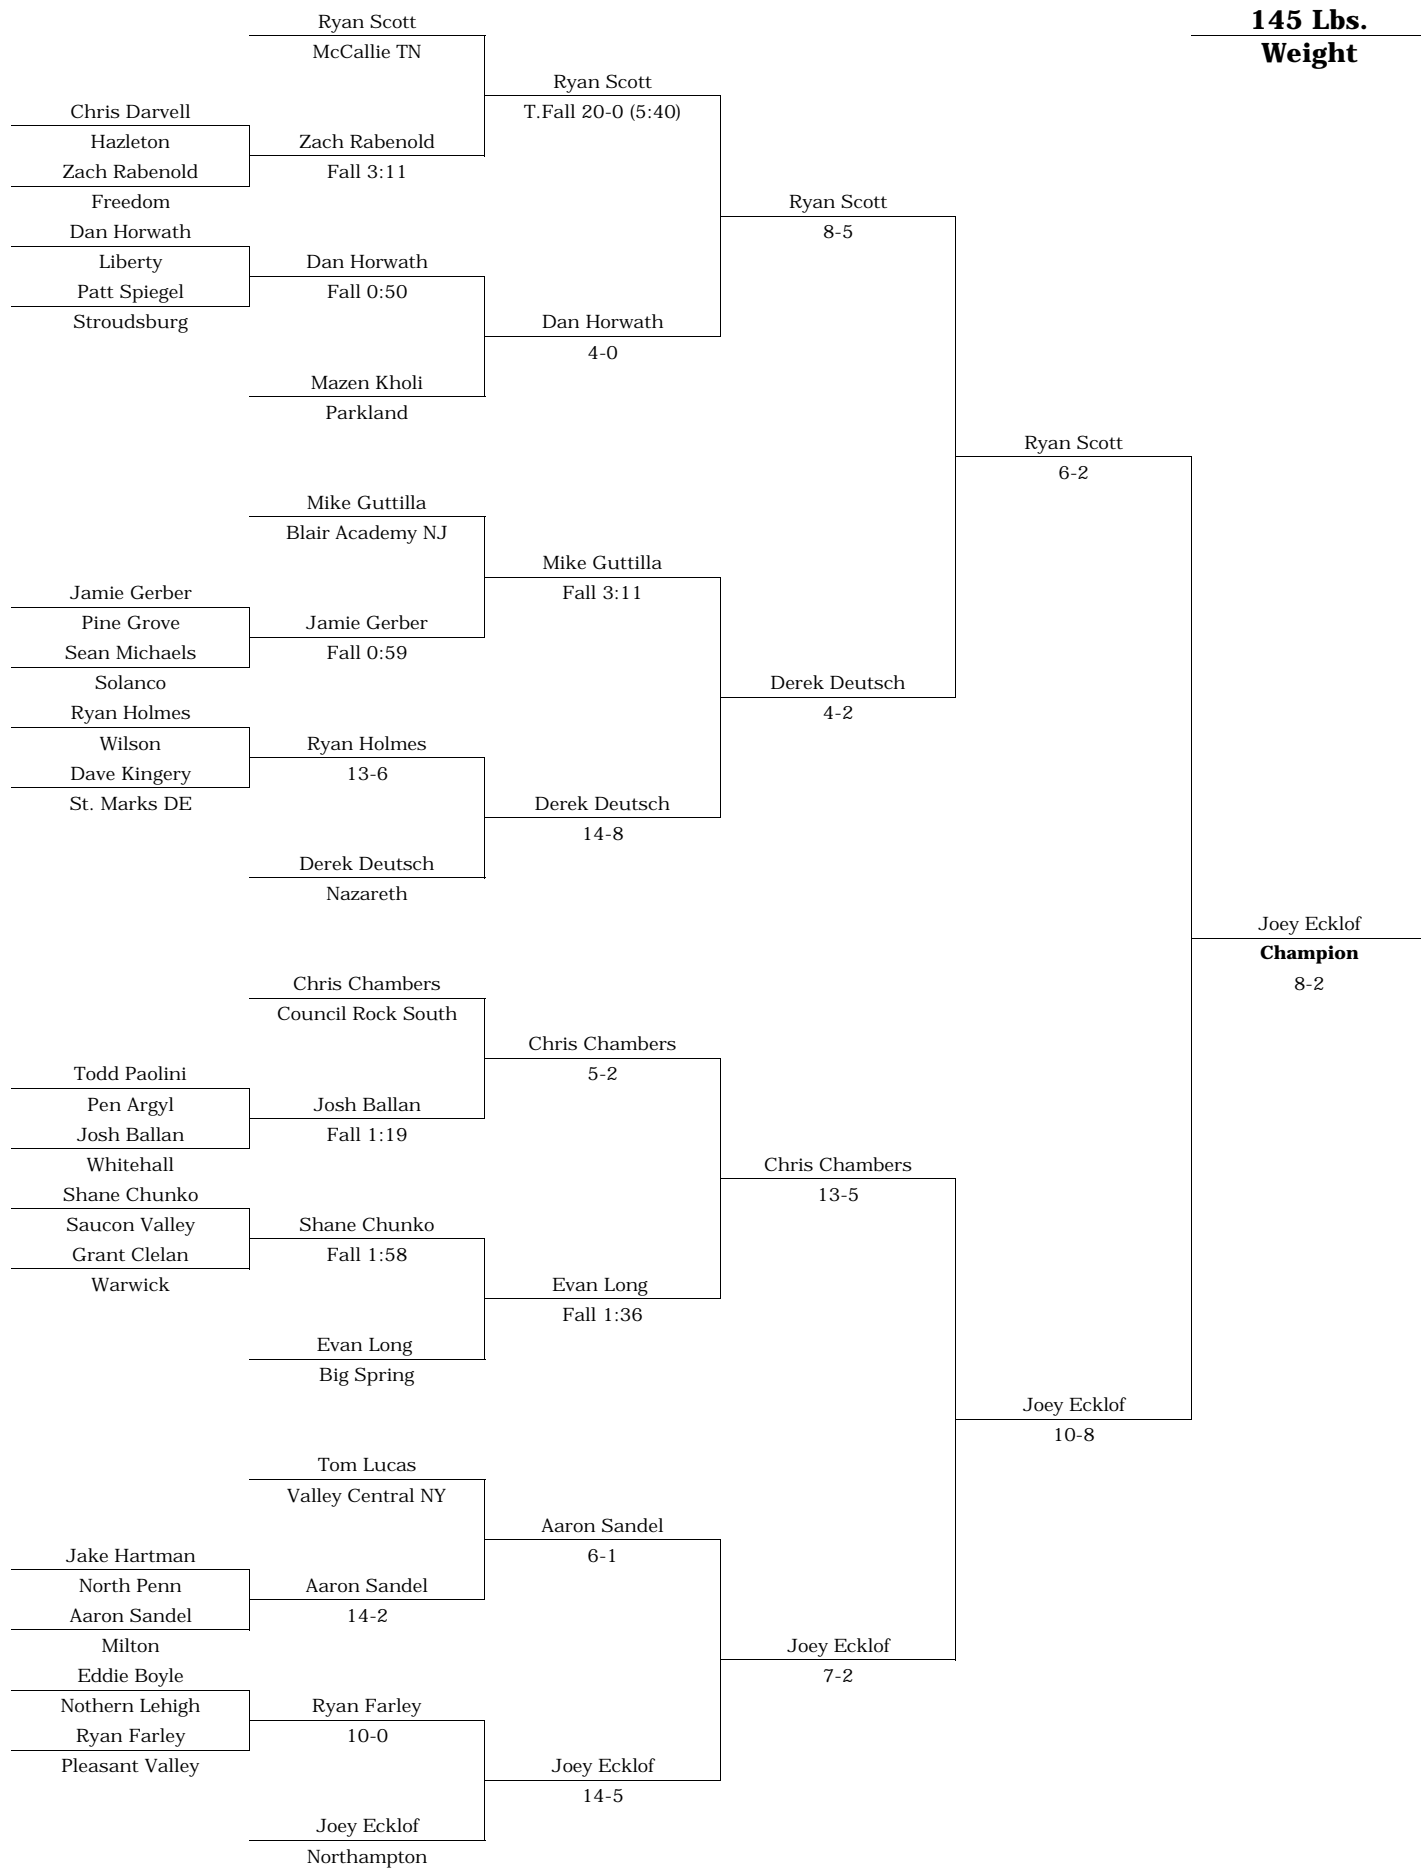 Ryan Scott
145 Lbs.
McCallie TN
Weight
Ryan Scott
Chris Darvell
T.Fall 20-0 (5:40)
Hazleton
Zach Rabenold
Zach Rabenold
Fall 3:11
Freedom
Ryan Scott
Dan Horwath
8-5
Liberty
Dan Horwath
Patt Spiegel
Fall 0:50
Stroudsburg
Dan Horwath
4-0
Mazen Kholi
Parkland
Ryan Scott
6-2
Mike Guttilla
Blair Academy NJ
Mike Guttilla
Jamie Gerber
Fall 3:11
Pine Grove
Jamie Gerber
Sean Michaels
Fall 0:59
Solanco
Derek Deutsch
Ryan Holmes
4-2
Wilson
Ryan Holmes
Dave Kingery
13-6
St. Marks DE
Derek Deutsch
14-8
Derek Deutsch
Nazareth
Joey Ecklof
Champion
8-2
Chris Chambers
Council Rock South
Chris Chambers
Todd Paolini
5-2
Pen Argyl
Josh Ballan
Josh Ballan
Fall 1:19
Whitehall
Chris Chambers
Shane Chunko
13-5
Saucon Valley
Shane Chunko
Grant Clelan
Fall 1:58
Warwick
Evan Long
Fall 1:36
Evan Long
Big Spring
Joey Ecklof
10-8
Tom Lucas
Valley Central NY
Aaron Sandel
Jake Hartman
6-1
North Penn
Aaron Sandel
Aaron Sandel
14-2
Milton
Joey Ecklof
Eddie Boyle
7-2
Nothern Lehigh
Ryan Farley
Ryan Farley
10-0
Pleasant Valley
Joey Ecklof
14-5
Joey Ecklof
Northampton